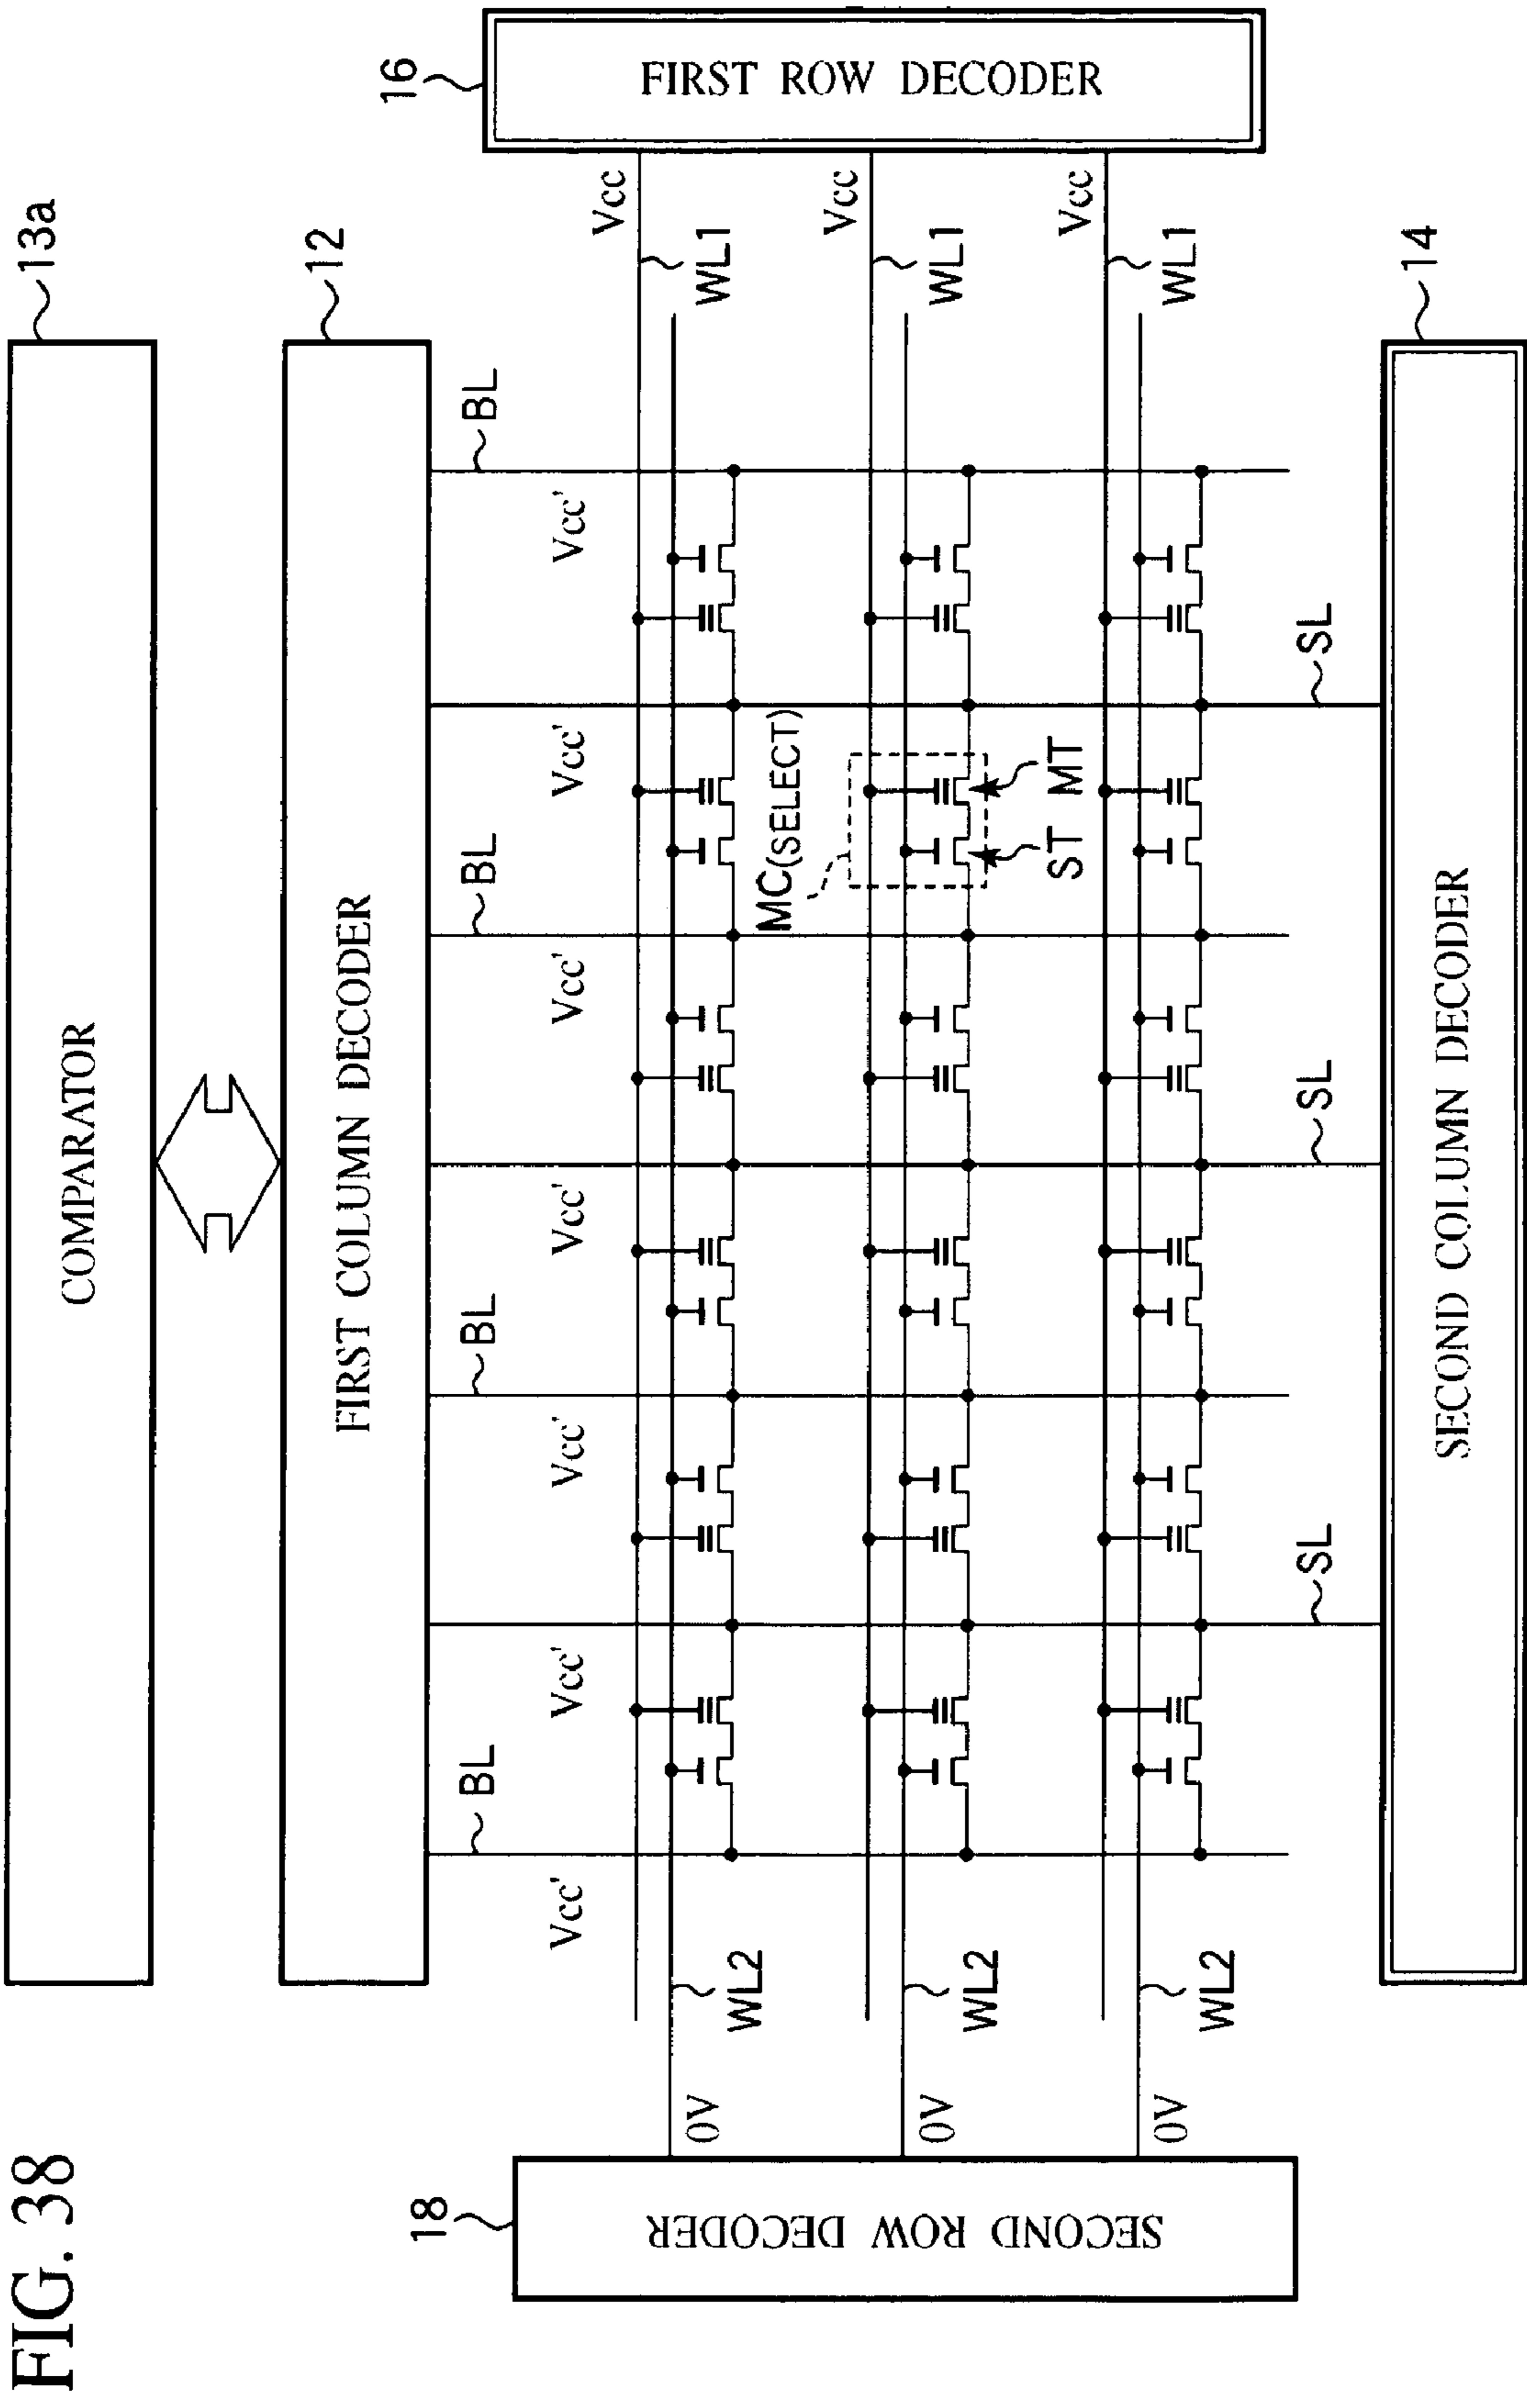 FIG. 38
COMPARATOR
13a
FIRST COLUMN DECODER
12
BL
BL
BL
BL
Vcc'
Vcc'
Vcc'
Vcc'
Vcc'
Vcc'
Vcc'
18
SECOND ROW DECODER
16
FIRST ROW DECODER
0V
WL2
Vcc
WL1
MC(SELECT)
0V
WL2
Vcc
WL1
ST
MT
0V
WL2
Vcc
WL1
SL
SL
SL
SECOND COLUMN DECODER
14